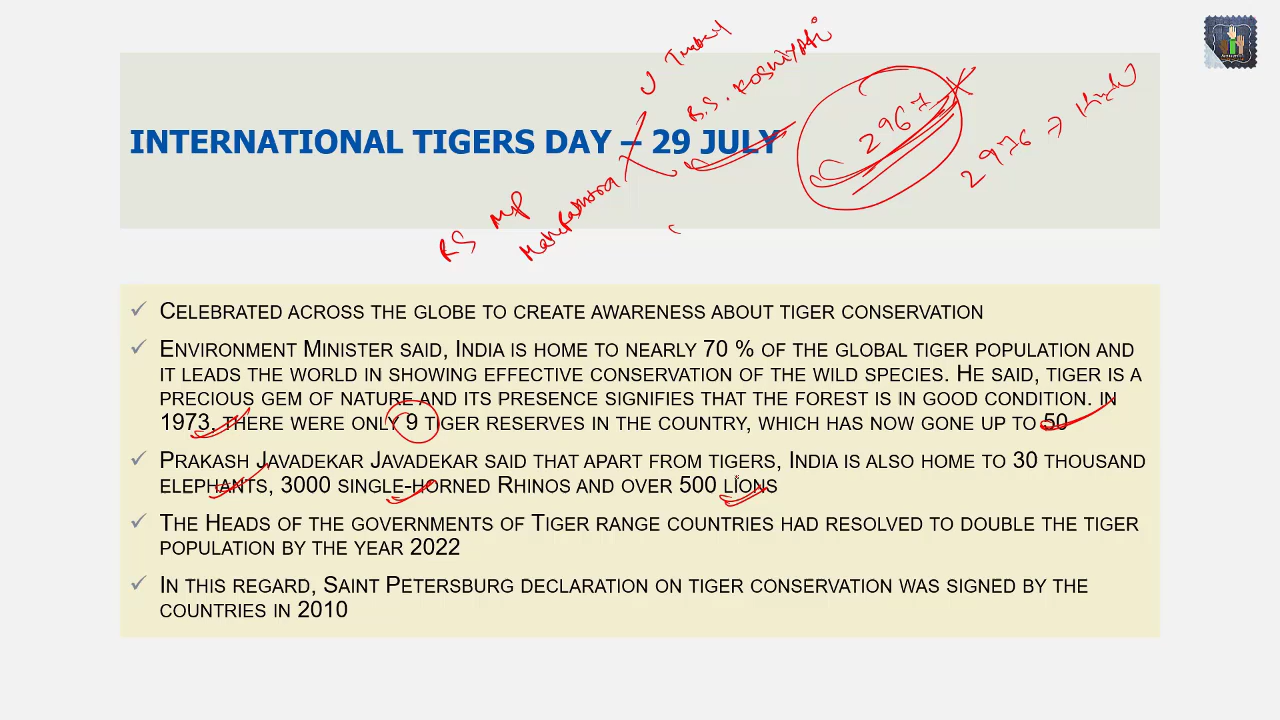 U
B.S. KOSHIYARI
2967
2976 → Hindu
INTERNATIONAL TIGERS DAY – 29 JULY
RS MP
Maharashtra
CELEBRATED ACROSS THE GLOBE TO CREATE AWARENESS ABOUT TIGER CONSERVATION
ENVIRONMENT MINISTER SAID, INDIA IS HOME TO NEARLY 70 % OF THE GLOBAL TIGER POPULATION AND
IT LEADS THE WORLD IN SHOWING EFFECTIVE CONSERVATION OF THE WILD SPECIES. HE SAID, TIGER IS A
PRECIOUS GEM OF NATURE AND ITS PRESENCE SIGNIFIES THAT THE FOREST IS IN GOOD CONDITION. IN
1973, THERE WERE ONLY 9 TIGER RESERVES IN THE COUNTRY, WHICH HAS NOW GONE UP TO 50
PRAKASH JAVADEKAR JAVADEKAR SAID THAT APART FROM TIGERS, INDIA IS ALSO HOME TO 30 THOUSAND
ELEPHANTS, 3000 SINGLE-HORNED RHINOS AND OVER 500 LIONS
THE HEADS OF THE GOVERNMENTS OF TIGER RANGE COUNTRIES HAD RESOLVED TO DOUBLE THE TIGER
POPULATION BY THE YEAR 2022
IN THIS REGARD, SAINT PETERSBURG DECLARATION ON TIGER CONSERVATION WAS SIGNED BY THE
COUNTRIES IN 2010